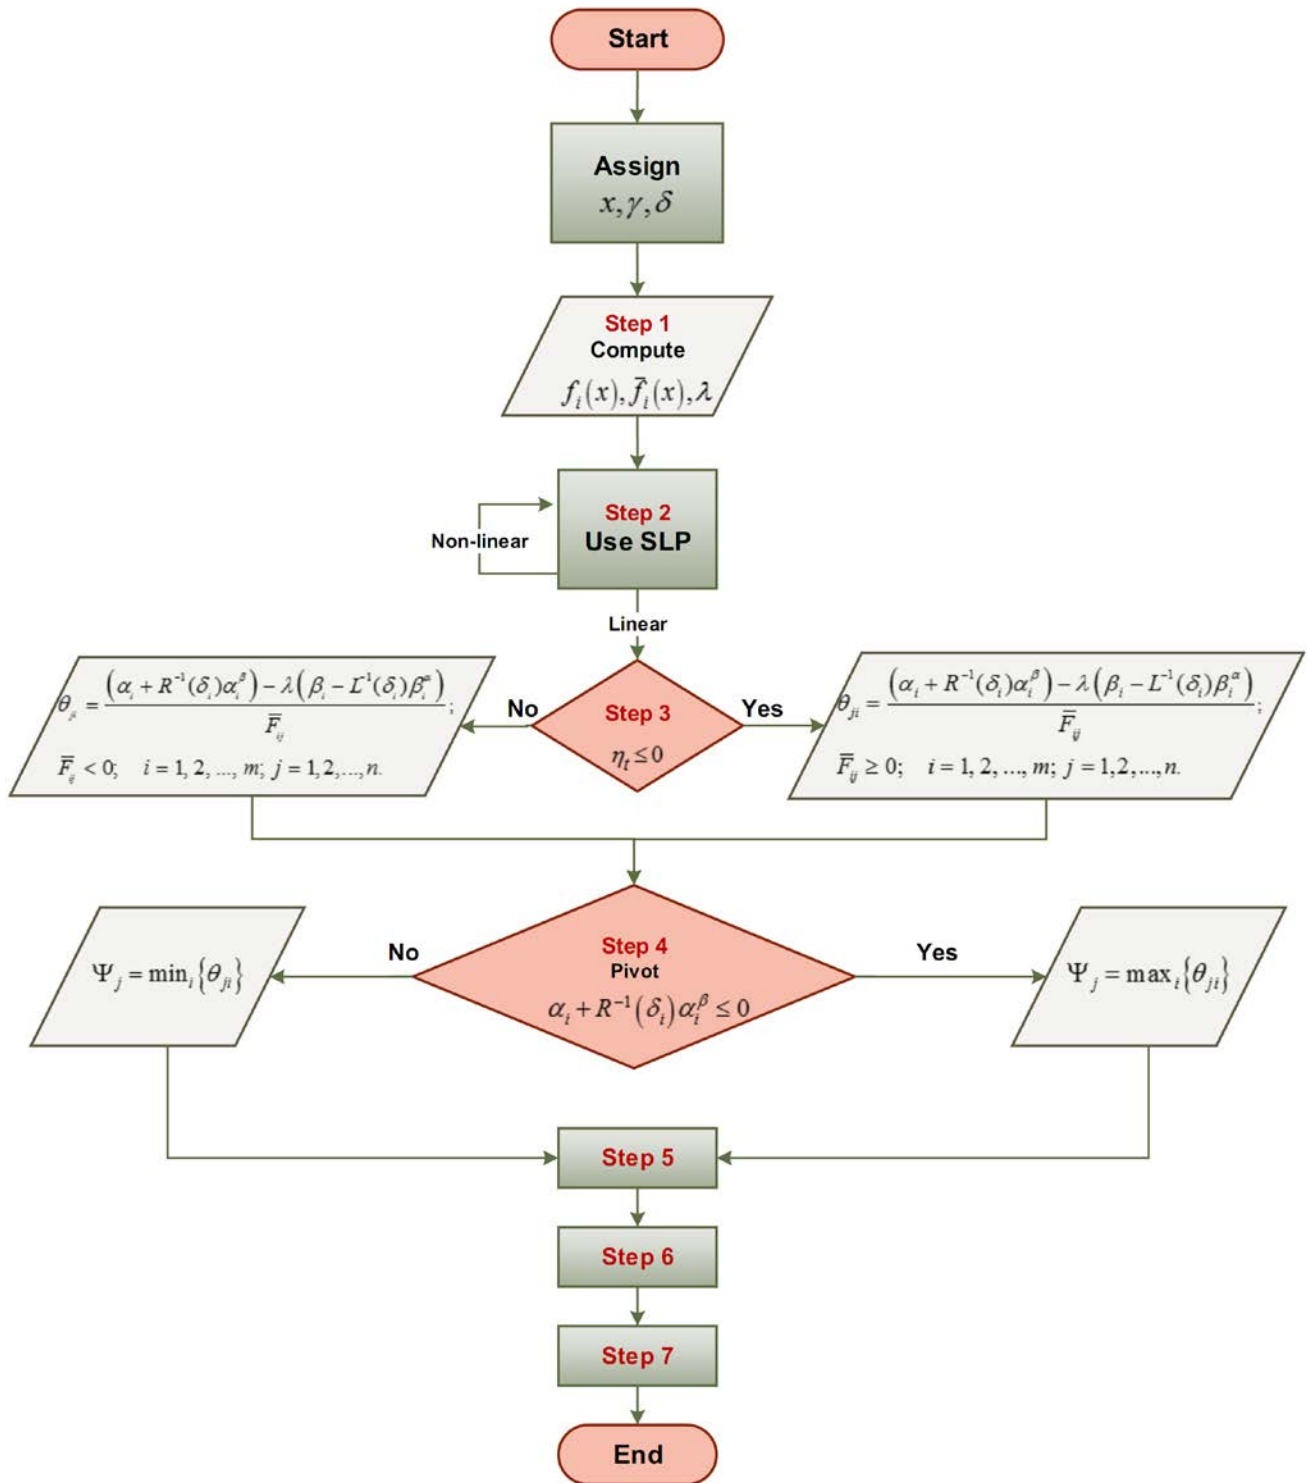 Start
Assign
x, γ, δ
Step 1
Compute
f_i(x), f̄_i(x), λ
Step 2
Use SLP
Non-linear
Linear
θ_ji = ((α_i + R⁻¹(δ_i)α_i^β) − λ(β_i − L⁻¹(δ_i)β_i^α)) / F̄_ij ;
F̄_ij < 0; i = 1, 2, ..., m; j = 1, 2, ..., n.
No
Step 3
η_t ≤ 0
Yes
θ_ji = ((α_i + R⁻¹(δ_i)α_i^β) − λ(β_i − L⁻¹(δ_i)β_i^α)) / F̄_ij ;
F̄_ij ≥ 0; i = 1, 2, ..., m; j = 1,2,...,n.
Ψ_j = min_i{θ_ji}
No
Step 4
Pivot
α_i + R⁻¹(δ_i)α_i^β ≤ 0
Yes
Ψ_j = max_i{θ_ji}
Step 5
Step 6
Step 7
End